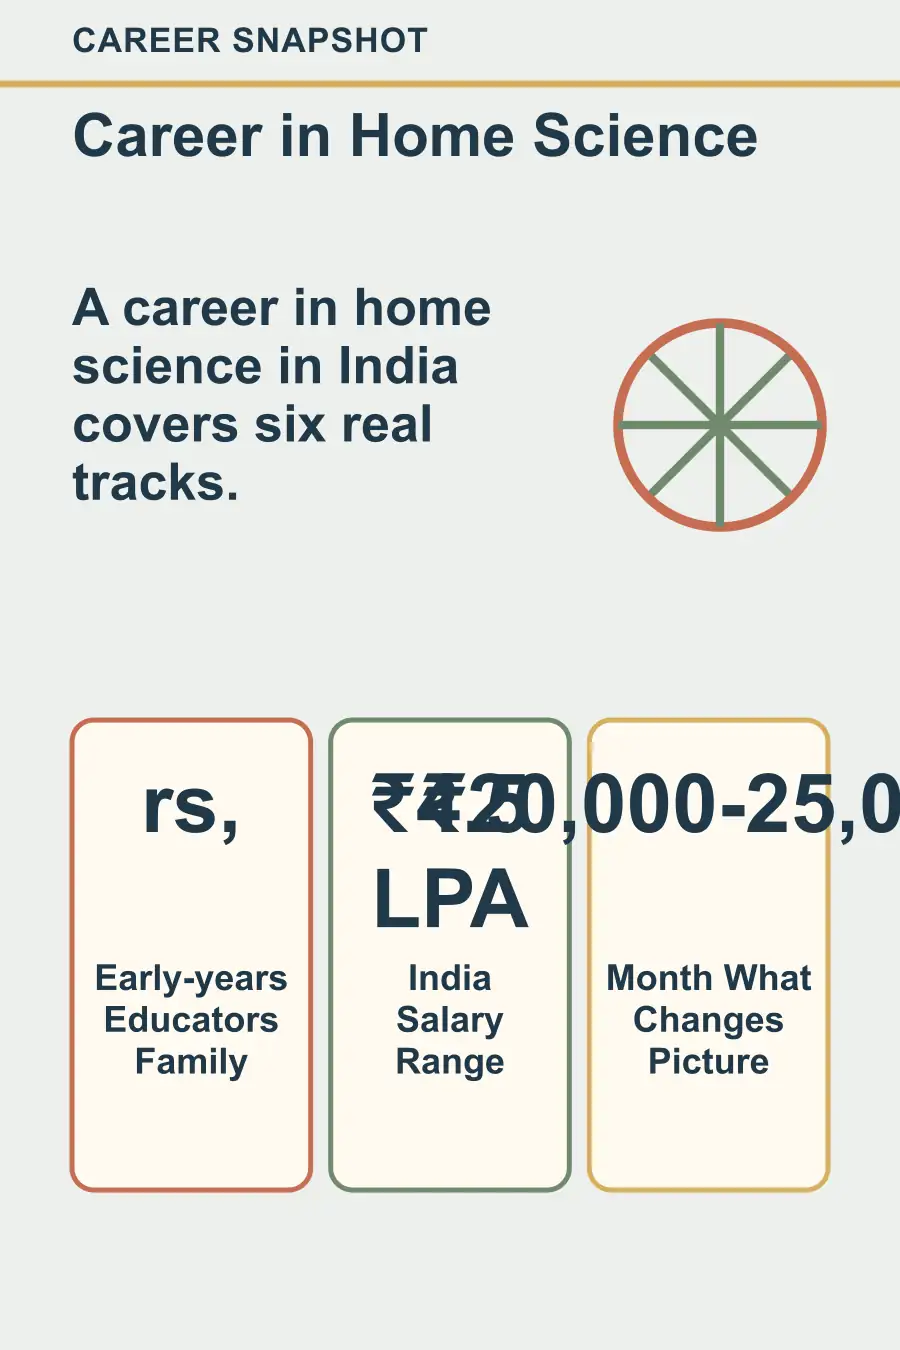 CAREER SNAPSHOT
Career in Home Science
A career in home
science in India
covers six real
tracks.
rs,
LPA
Early-years
Educators
Family
India
Salary
Range
Month What
Changes
Picture